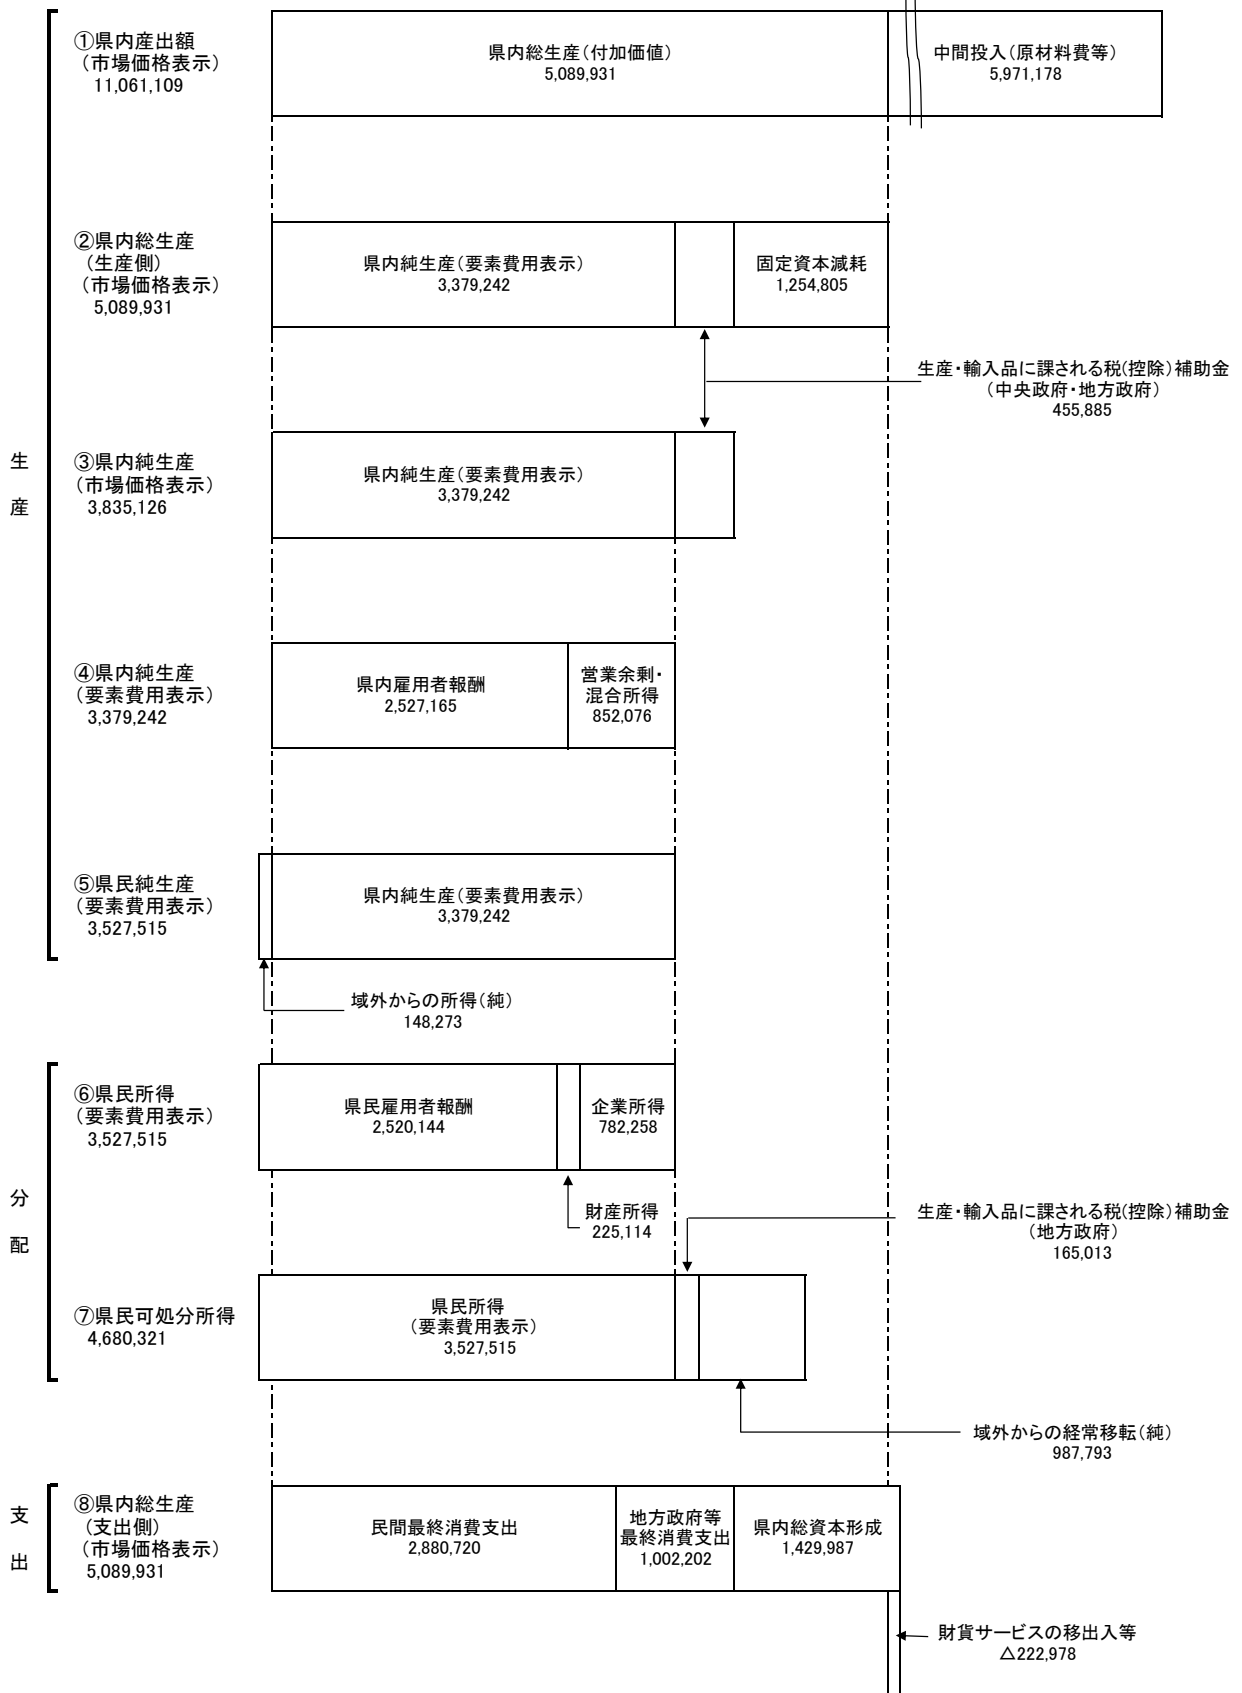 ①県内産出額
（市場価格表示）
11,061,109
県内総生産（付加価値）
5,089,931
中間投入（原材料費等）
5,971,178
②県内総生産
（生産側）
（市場価格表示）
5,089,931
県内純生産（要素費用表示）
3,379,242
固定資本減耗
1,254,805
生産・輸入品に課される税（控除）補助金
（中央政府・地方政府）
455,885
生
産
③県内純生産
（市場価格表示）
3,835,126
県内純生産（要素費用表示）
3,379,242
④県内純生産
（要素費用表示）
3,379,242
県内雇用者報酬
2,527,165
営業余剰・
混合所得
852,076
⑤県民純生産
（要素費用表示）
3,527,515
県内純生産（要素費用表示）
3,379,242
域外からの所得（純）
148,273
分
配
⑥県民所得
（要素費用表示）
3,527,515
県民雇用者報酬
2,520,144
企業所得
782,258
財産所得
225,114
生産・輸入品に課される税（控除）補助金
（地方政府）
165,013
⑦県民可処分所得
4,680,321
県民所得
（要素費用表示）
3,527,515
域外からの経常移転（純）
987,793
支
出
⑧県内総生産
（支出側）
（市場価格表示）
5,089,931
民間最終消費支出
2,880,720
地方政府等
最終消費支出
1,002,202
県内総資本形成
1,429,987
財貨サービスの移出入等
△222,978